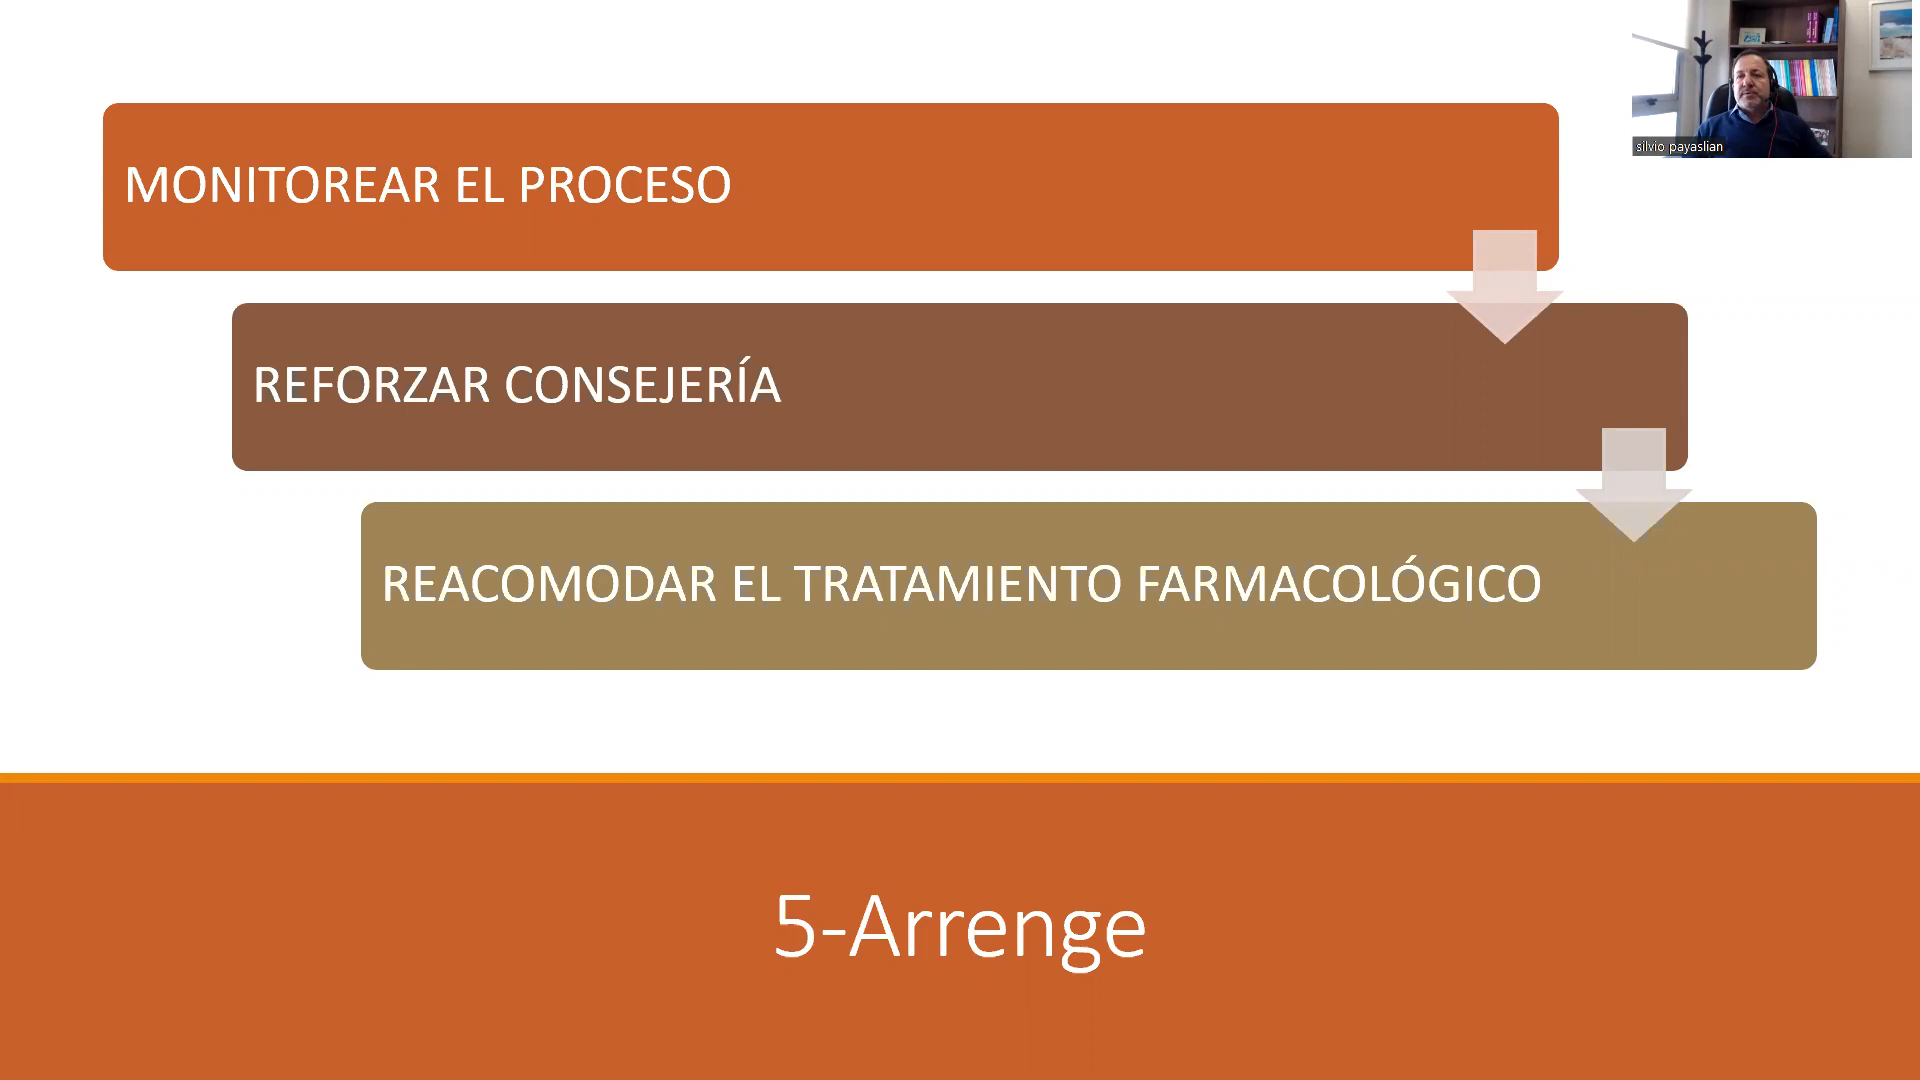 MONITOREAR EL PROCESO
silvio payaslian
REFORZAR CONSEJERÍA
REACOMODAR EL TRATAMIENTO FARMACOLÓGICO
5-Arrenge